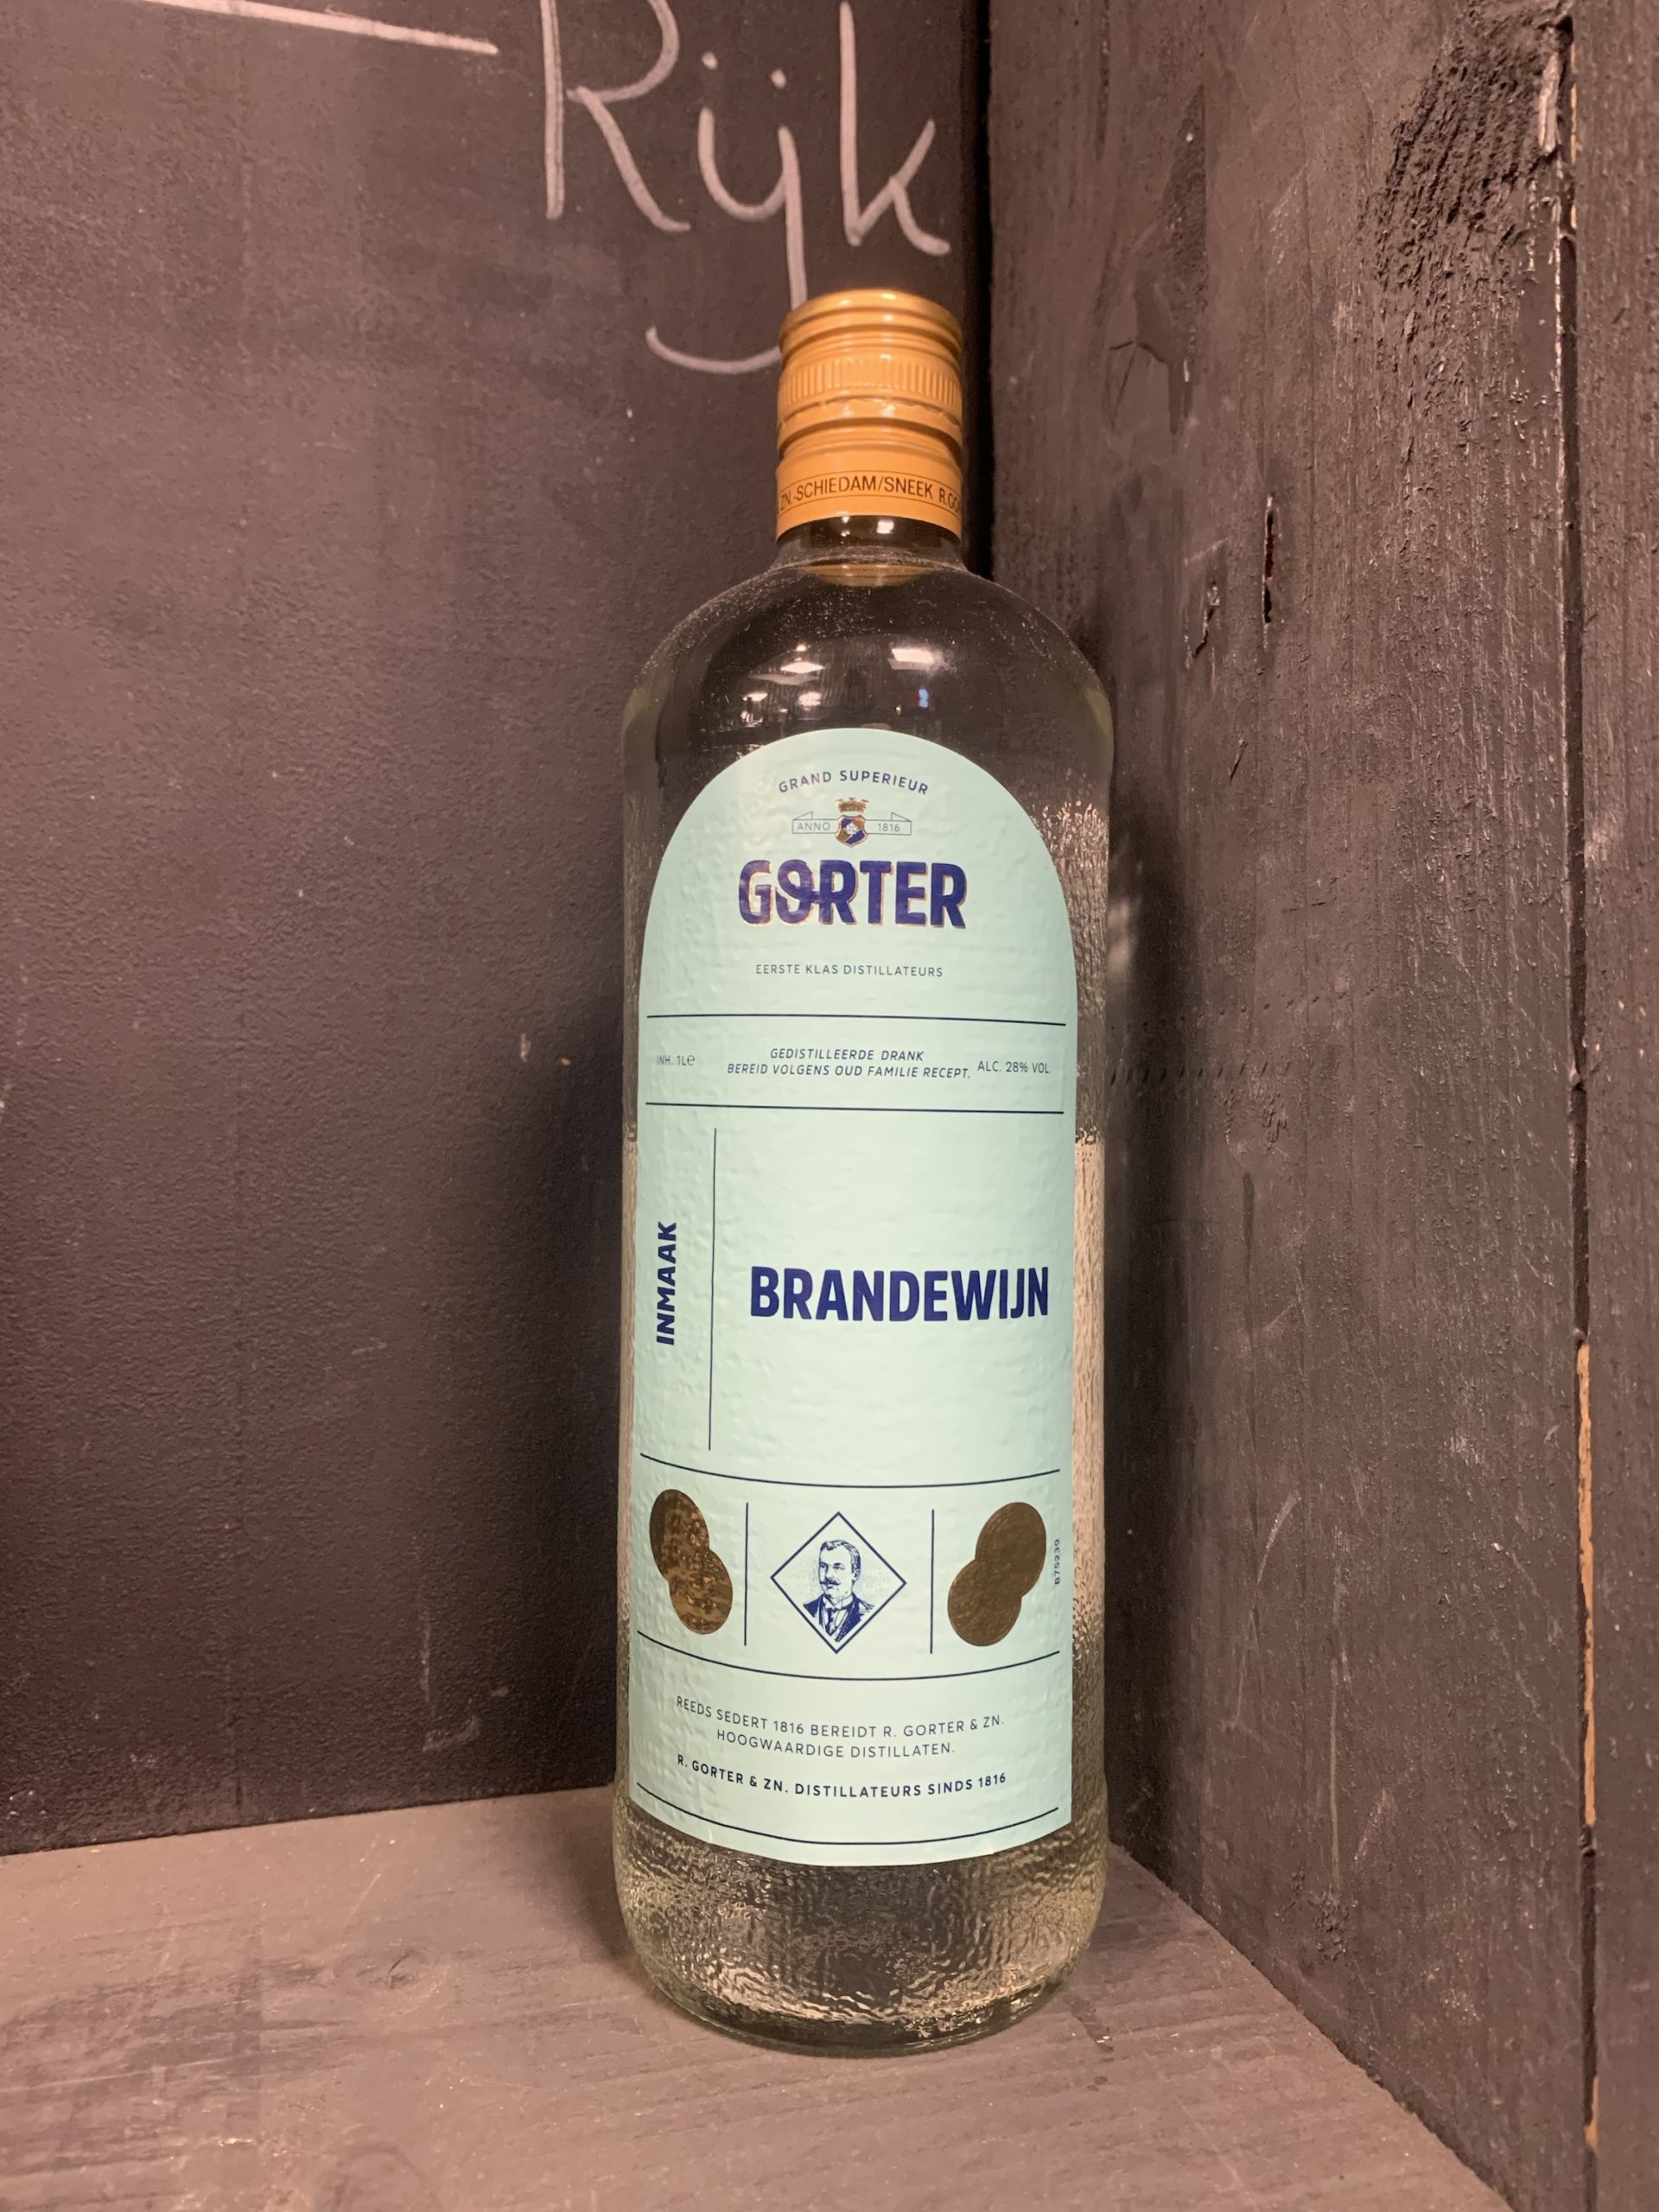 Rijk
ZN.-SCHIEDAM/SNEEK R.GO
GRAND SUPERIEUR
ANNO 1816
GORTER
EERSTE KLAS DISTILLATEURS
INH. 1L℮
GEDISTILLEERDE DRANK
BEREID VOLGENS OUD FAMILIE RECEPT.
ALC. 28% VOL.
INMAAK
BRANDEWIJN
B75239
REEDS SEDERT 1816 BEREIDT R. GORTER & ZN.
HOOGWAARDIGE DISTILLATEN.
R. GORTER & ZN. DISTILLATEURS SINDS 1816